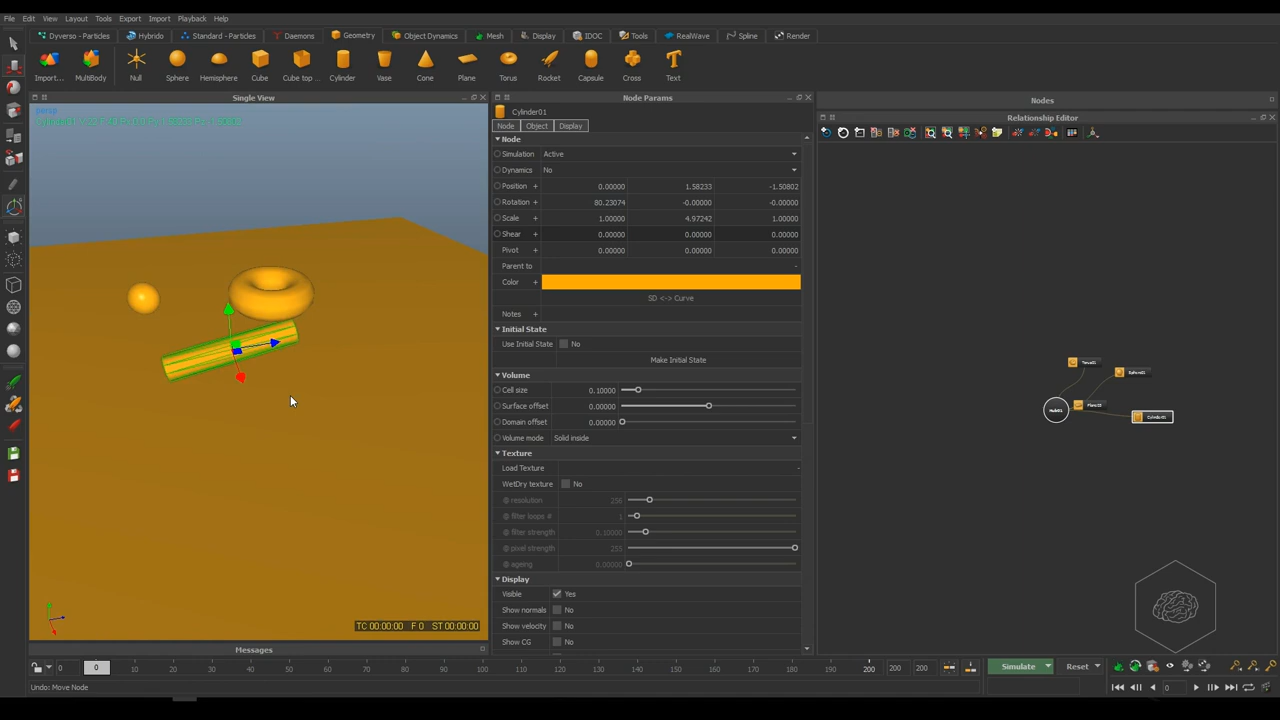 File Edit View Layout Tools Export Import Playback Help
Dyverso - Particles Hybrido Standard - Particles Daemons Geometry Object Dynamics Mesh Display IDOC Tools RealWave Spline Render
Import... MultiBody Null Sphere Hemisphere Cube Cube top ... Cylinder Vase Cone Plane Torus Rocket Capsule Cross Text
Single View
Node Params
Cylinder01
Node Object Display
Node
Simulation Active
Dynamics No
Position + 0.00000 1.58233 -1.50802
Rotation + 80.23074 -0.00000 -0.00000
Scale + 1.00000 4.97242 1.00000
Shear + 0.00000 0.00000 0.00000
Pivot + 0.00000 0.00000 0.00000
Parent to -
Color +
SD <-> Curve
Notes +
Initial State
Use Initial State No
Make Initial State
Volume
Cell size 0.10000
Surface offset 0.00000
Domain offset 0.00000
Volume mode Solid inside
Texture
Load Texture -
WetDry texture No
@ resolution 256
@ filter loops # 1
@ filter strength 0.10000
@ pixel strength 255
@ ageing 0.00000
Display
Visible Yes
Show normals No
Show velocity No
Show CG No
Nodes
Relationship Editor
Torus01
Sphere01
Cylinder01
TC 00:00:00 F 0 ST 00:00:00
Messages
0 0 10 20 30 40 50 60 70 80 90 100 110 120 130 140 150 160 170 180 190 200 200 200
Simulate Reset
Undo: Move Node
0